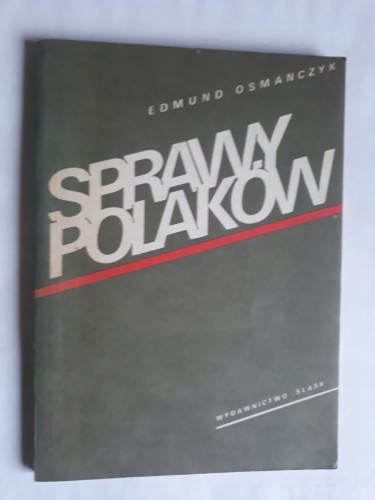 EDMUND OSMAŃCZYK
SPRAWY
POLAKÓW
WYDAWNICTWO „ŚLĄSK"